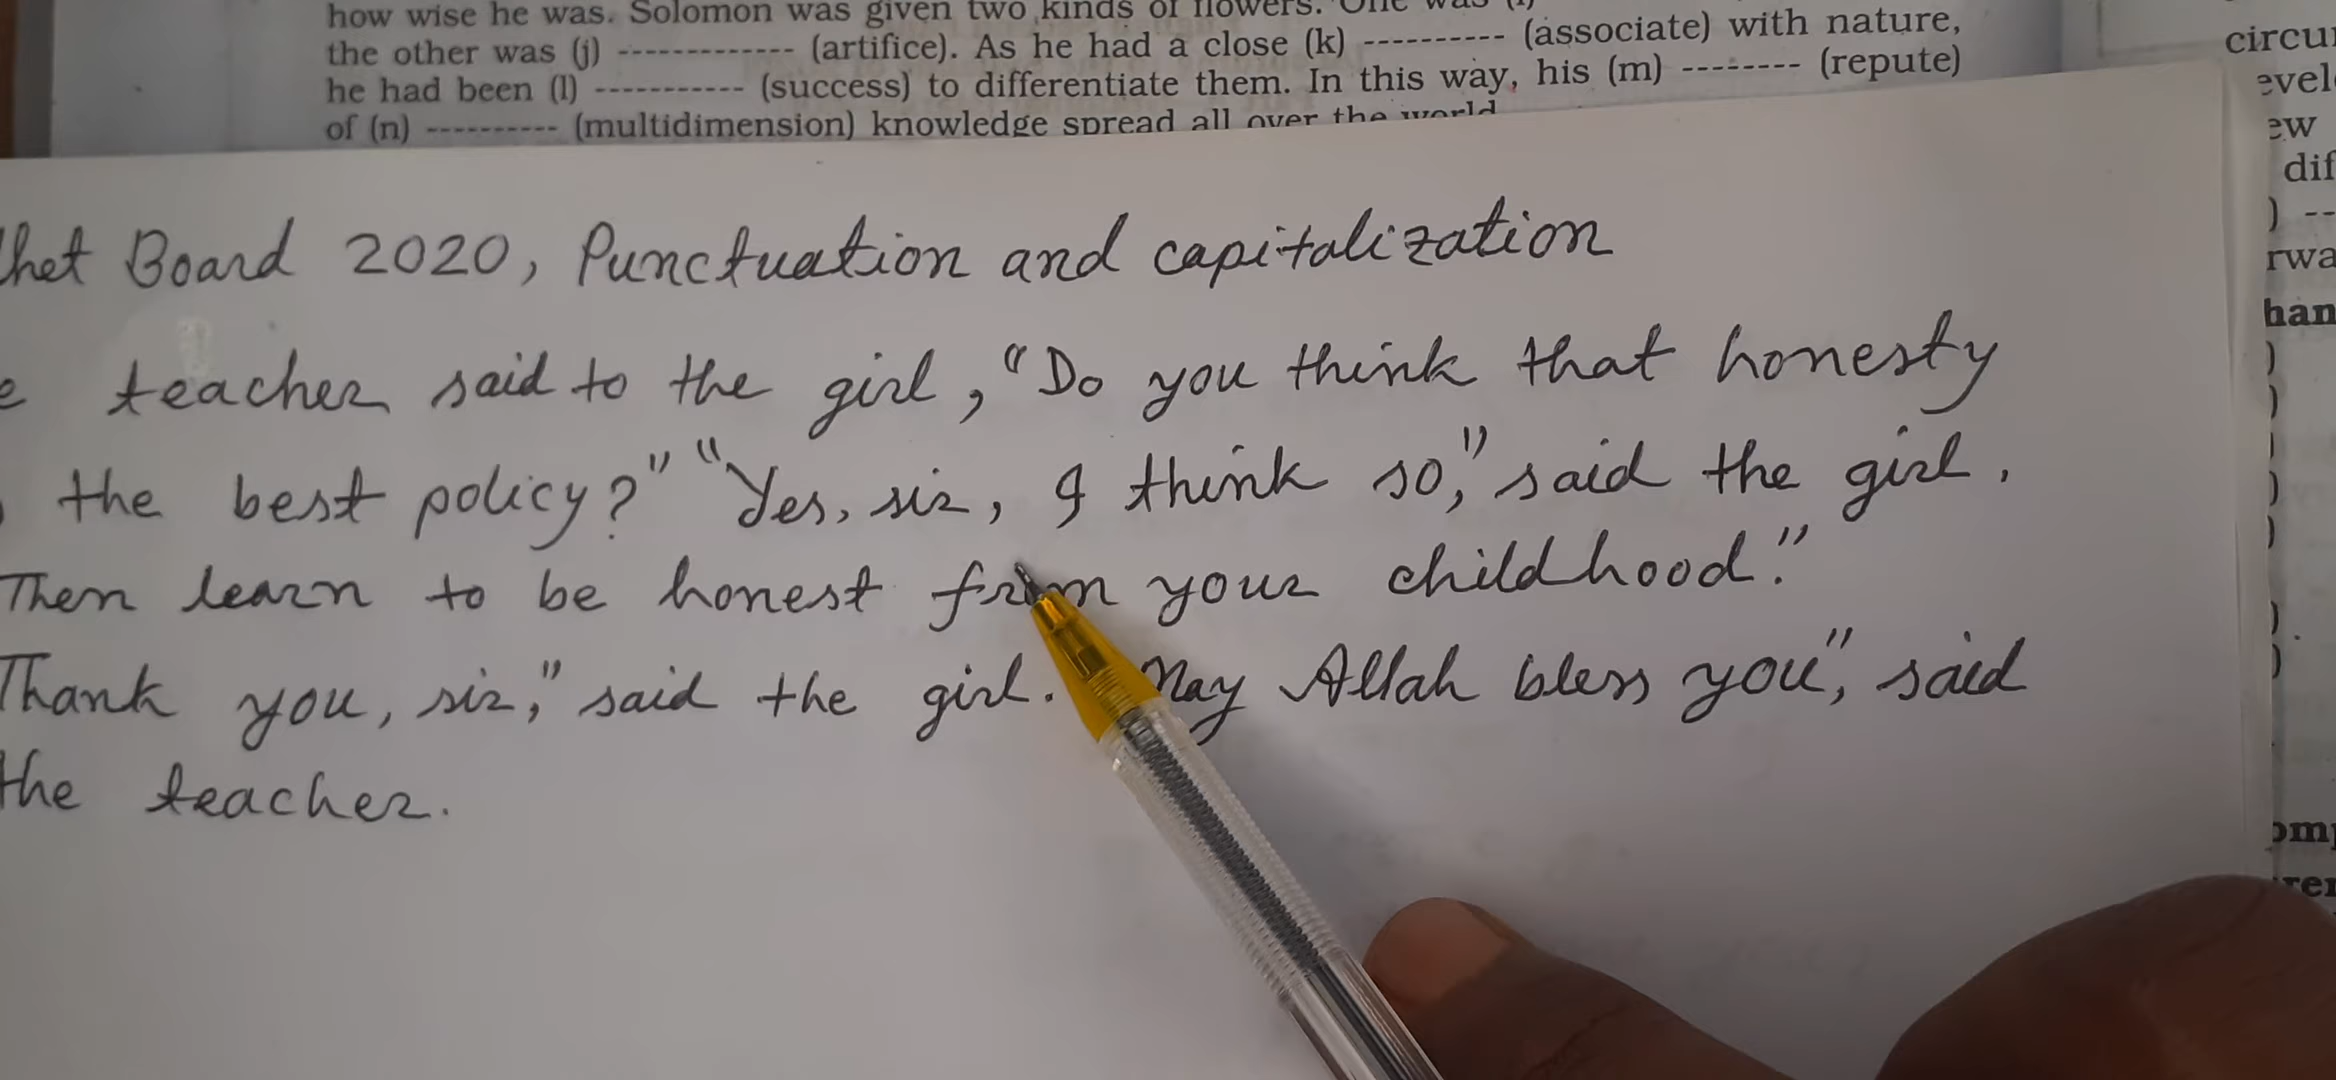 how wise he was. Solomon was given two kinds of flowers. One was (i)
the other was (j) ------------- (artifice). As he had a close (k) ---------- (associate) with nature,
he had been (l) ----------- (success) to differentiate them. In this way, his (m) -------- (repute)
of (n) ---------- (multidimension) knowledge spread all over the world
het Board 2020, Punctuation and capitalization
e teacher said to the girl, "Do you think that honesty
the best policy?" "Yes, sir, I think so," said the girl.
Then learn to be honest from your childhood."
Thank you, sir," said the girl. May Allah bless you", said
the teacher.
circu
evel
ew
dif
) --
rwa
han
)
)
)
)
)
)
om